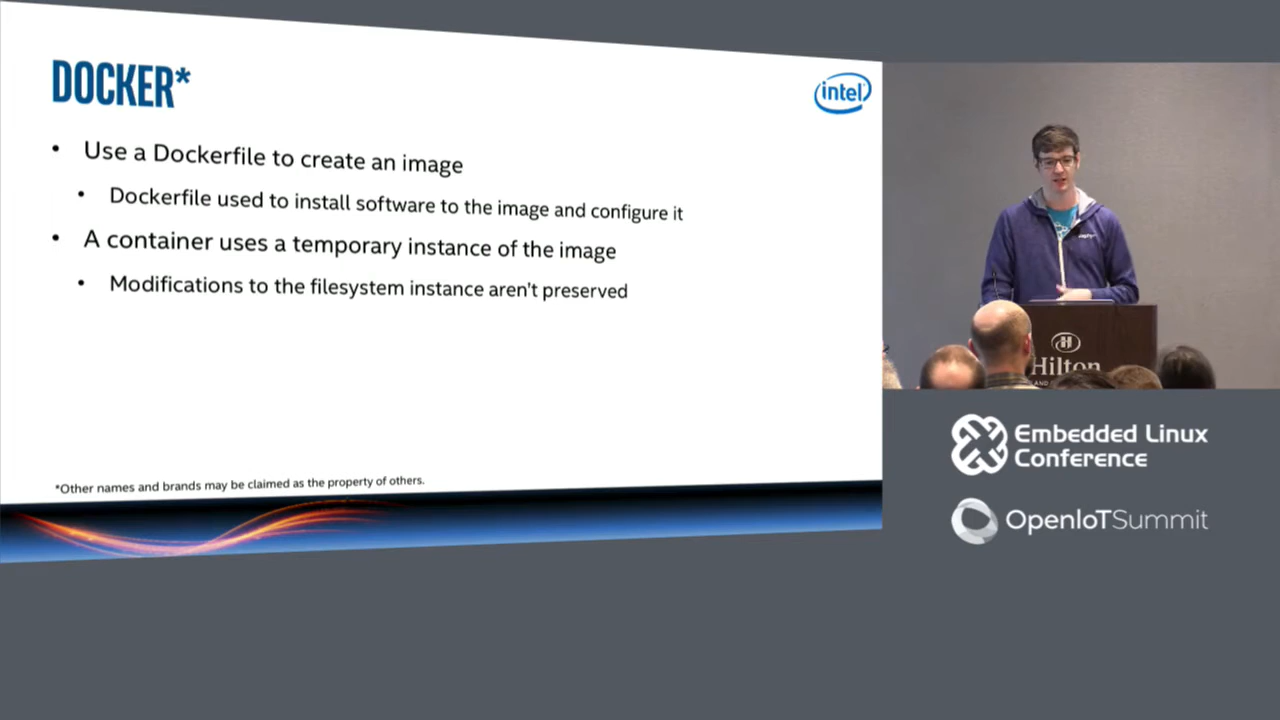 DOCKER*
intel
• Use a Dockerfile to create an image
• Dockerfile used to install software to the image and configure it
• A container uses a temporary instance of the image
• Modifications to the filesystem instance aren't preserved
*Other names and brands may be claimed as the property of others.
Hilton
Embedded Linux
Conference
OpenIoTSummit